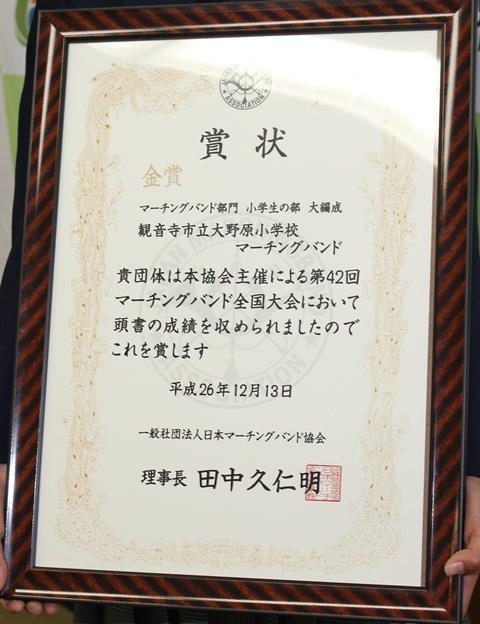 ASSOCIATION
賞状
金賞
マーチングバンド部門 小学生の部 大編成
観音寺市立大野原小学校
マーチングバンド
貴団体は本協会主催による第42回
マーチングバンド全国大会において
頭書の成績を収められましたので
これを賞します
平成26年12月13日
一般社団法人日本マーチングバンド協会
理事長 田中久仁明